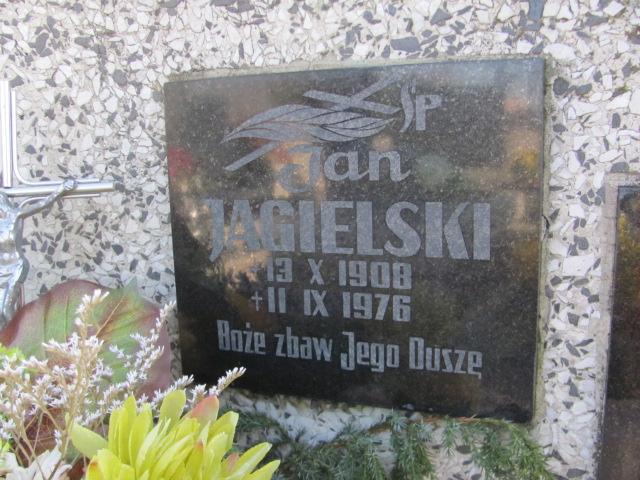 ŚP
Jan
JAGIELSKI
* 13 X 1908
+ 11 IX 1976
Boże zbaw Jego Duszę